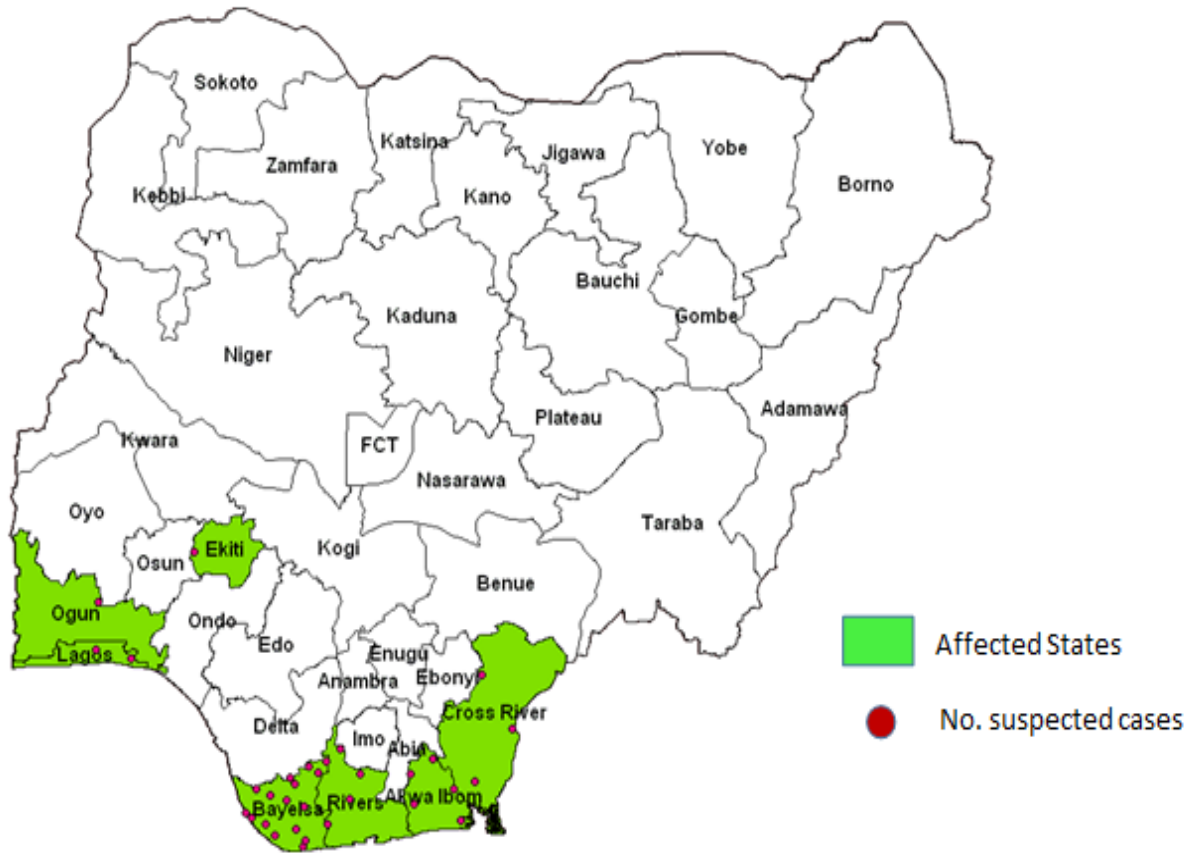 Sokoto
Katsina
Jigawa
Yobe
Zamfara
Borno
Kebbi
Kano
Bauchi
Kaduna
Gombe
Niger
Adamawa
Plateau
Kwara
FCT
Nasarawa
Oyo
Taraba
Ekiti
Kogi
Osun
Benue
Ogun
Ondo
Edo
Enugu
Lagos
Ebonyi
Anambra
Cross River
Delta
Imo
Abia
Bayelsa
Rivers
Akwa Ibom
Affected States
No. suspected cases